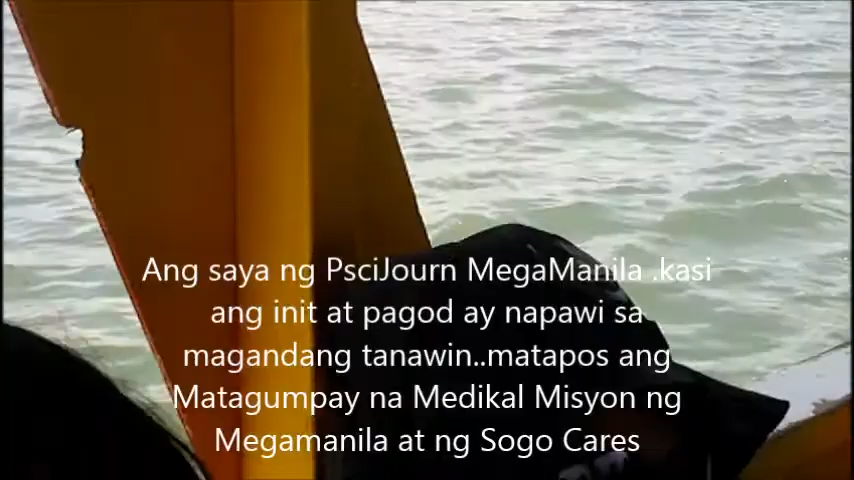 Ang saya ng PsciJourn MegaManila .kasi
ang init at pagod ay napawi sa
magandang tanawin..matapos ang
Matagumpay na Medikal Misyon ng
Megamanila at ng Sogo Cares